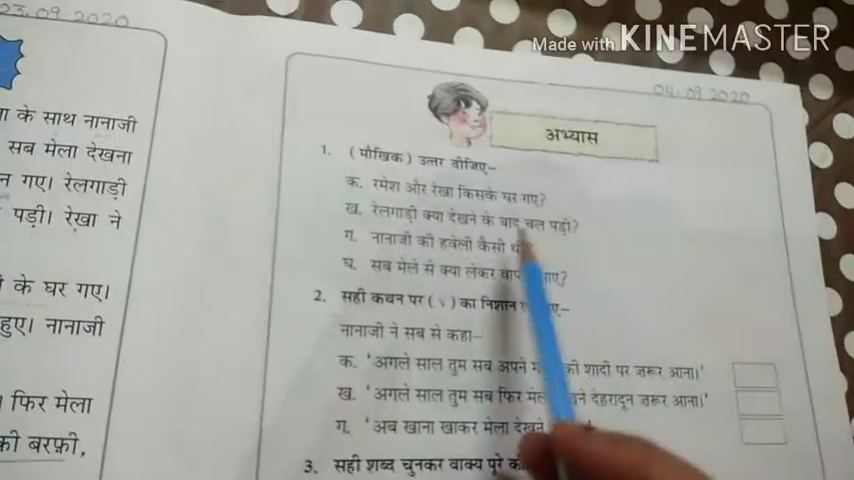 23.09.2020
Made with KINEMASTER
04.09.2020
के साथ नानाजी
सब मेला देखना
न गए। रेलगाड़ी
पड़ी। रेखा ने
के घर गए।
हुए। नानाजी
फिर मेला
की बरफ़ी,
अभ्यास
1. (मौखिक) उत्तर दीजिए–
क. रमेश और रेखा किसके घर गए?
ख. रेलगाड़ी क्या देखने के बाद चल पड़ी?
ग. नानाजी की हवेली कैसी
घ. सब मेले से क्या लेकर
2. सही कथन पर (√) का निशान
नानाजी ने सब से कहा–
क. 'अगले साल तुम सब अपने की शादी पर ज़रूर आना।'
ख. 'अगले साल तुम सब फिर देहरादून ज़रूर आना।'
ग. 'अब खाना खाकर मेला देखने
3. सही शब्द चुनकर वाक्य पूरे